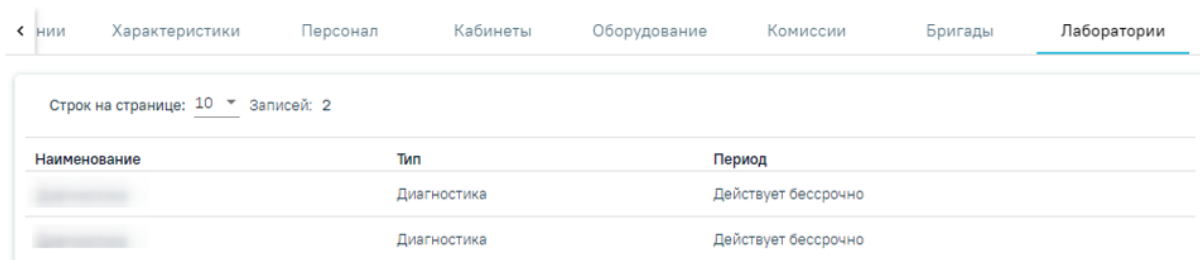 нии Характеристики Персонал Кабинеты Оборудование Комиссии Бригады Лаборатории
Строк на странице: 10 Записей: 2
Наименование Тип Период
Диагностика Действует бессрочно
Диагностика Действует бессрочно